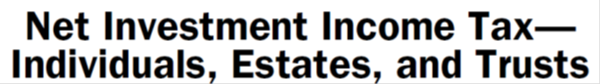 Net Investment Income Tax—
Individuals, Estates, and Trusts